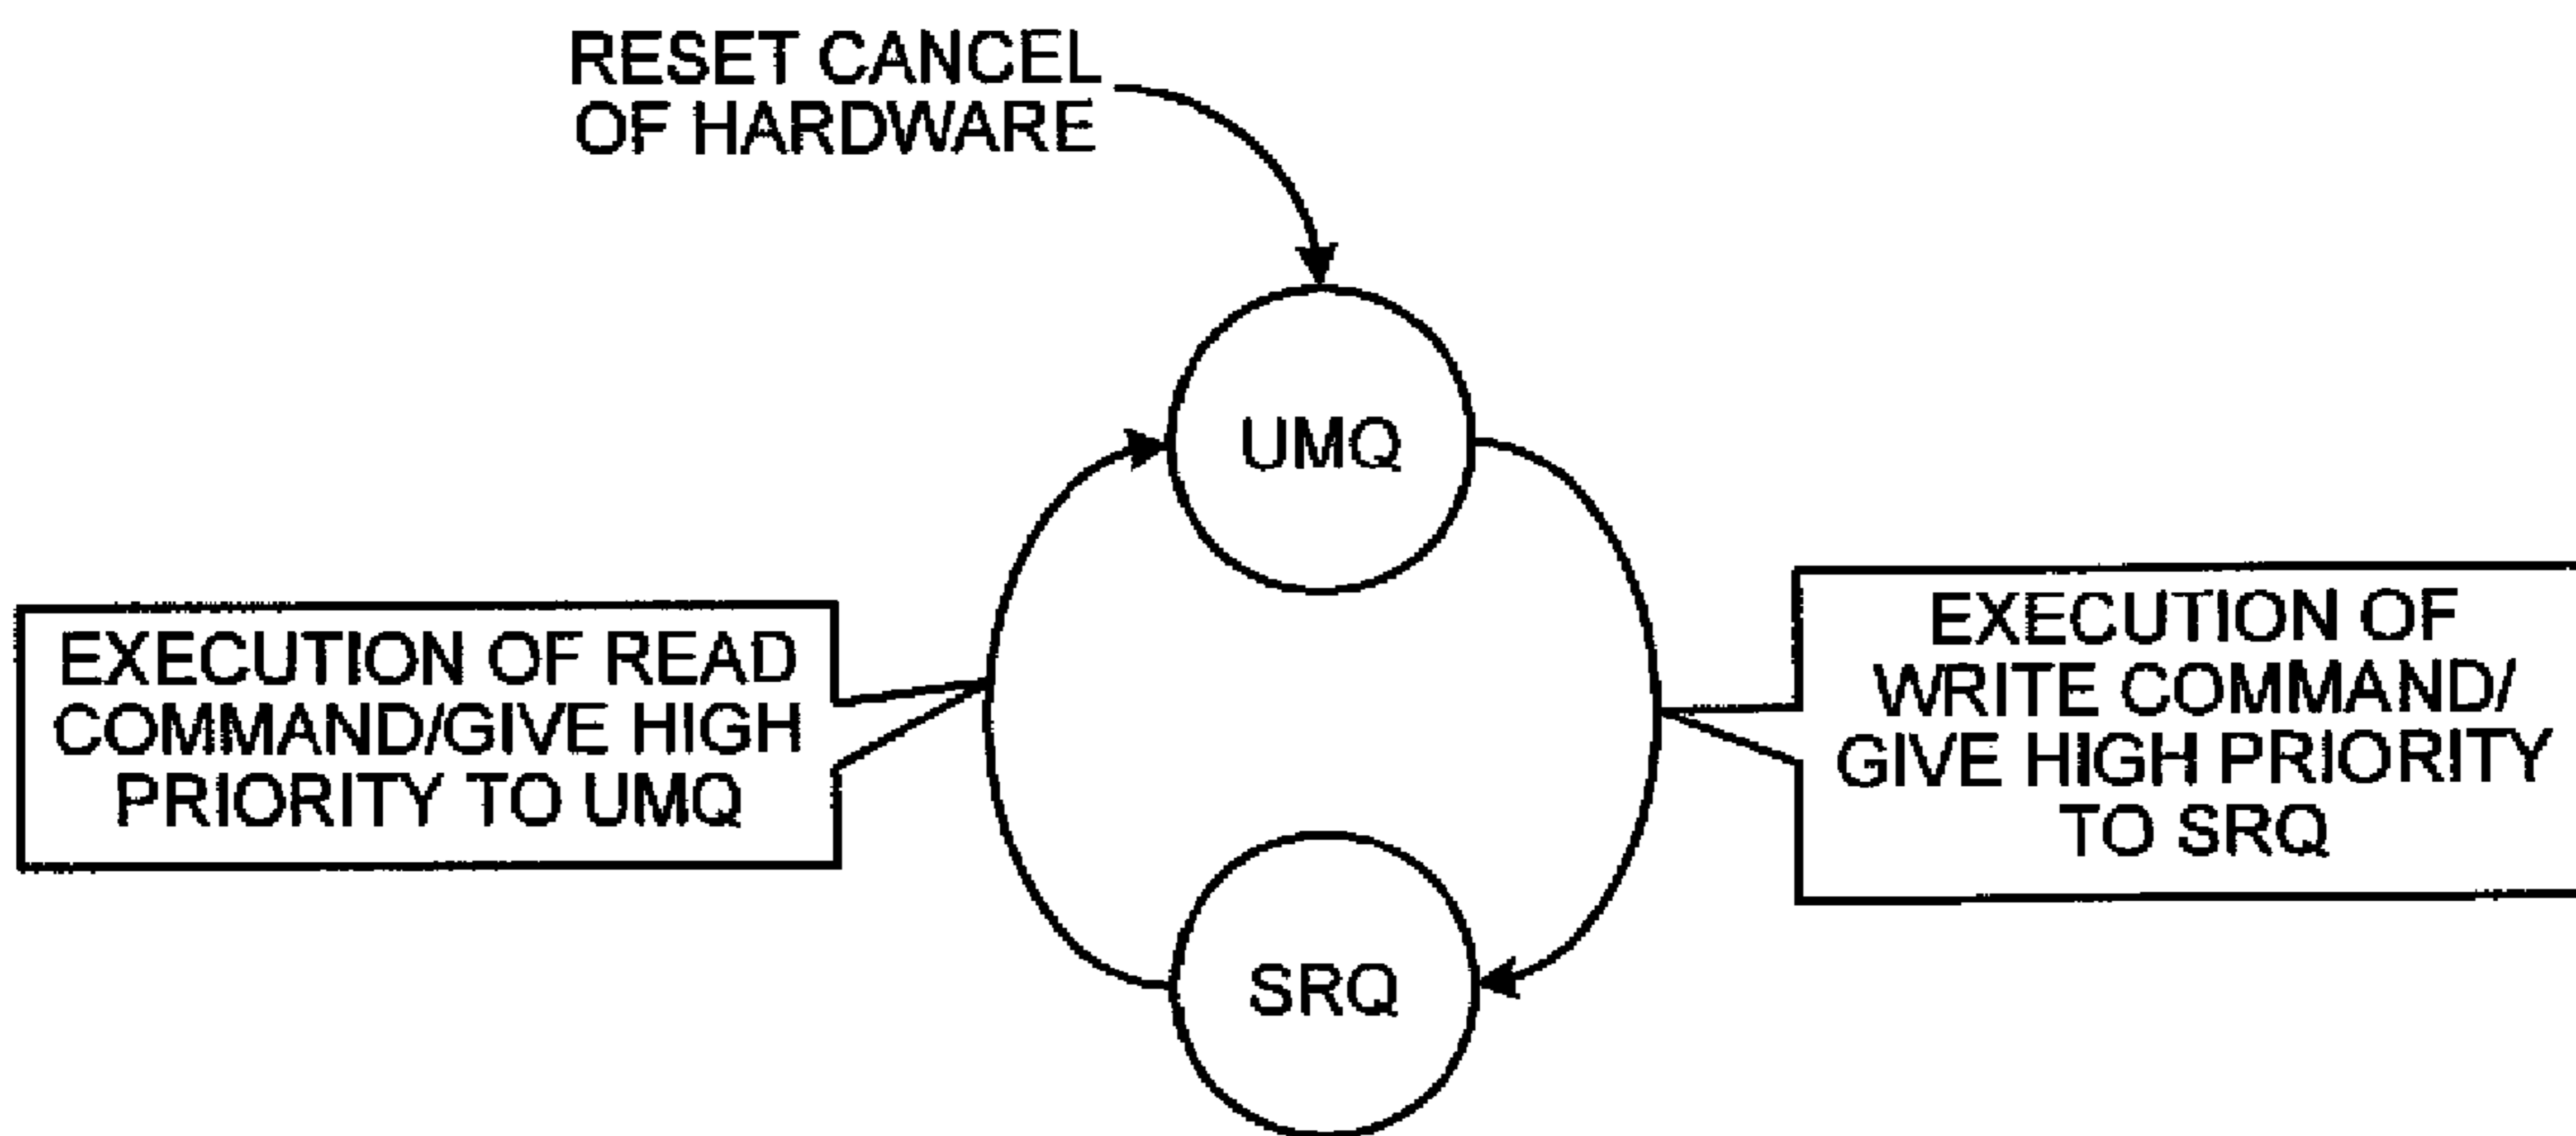 RESET CANCEL
OF HARDWARE
UMQ
EXECUTION OF READ
COMMAND/GIVE HIGH
PRIORITY TO UMQ
EXECUTION OF
WRITE COMMAND/
GIVE HIGH PRIORITY
TO SRQ
SRQ